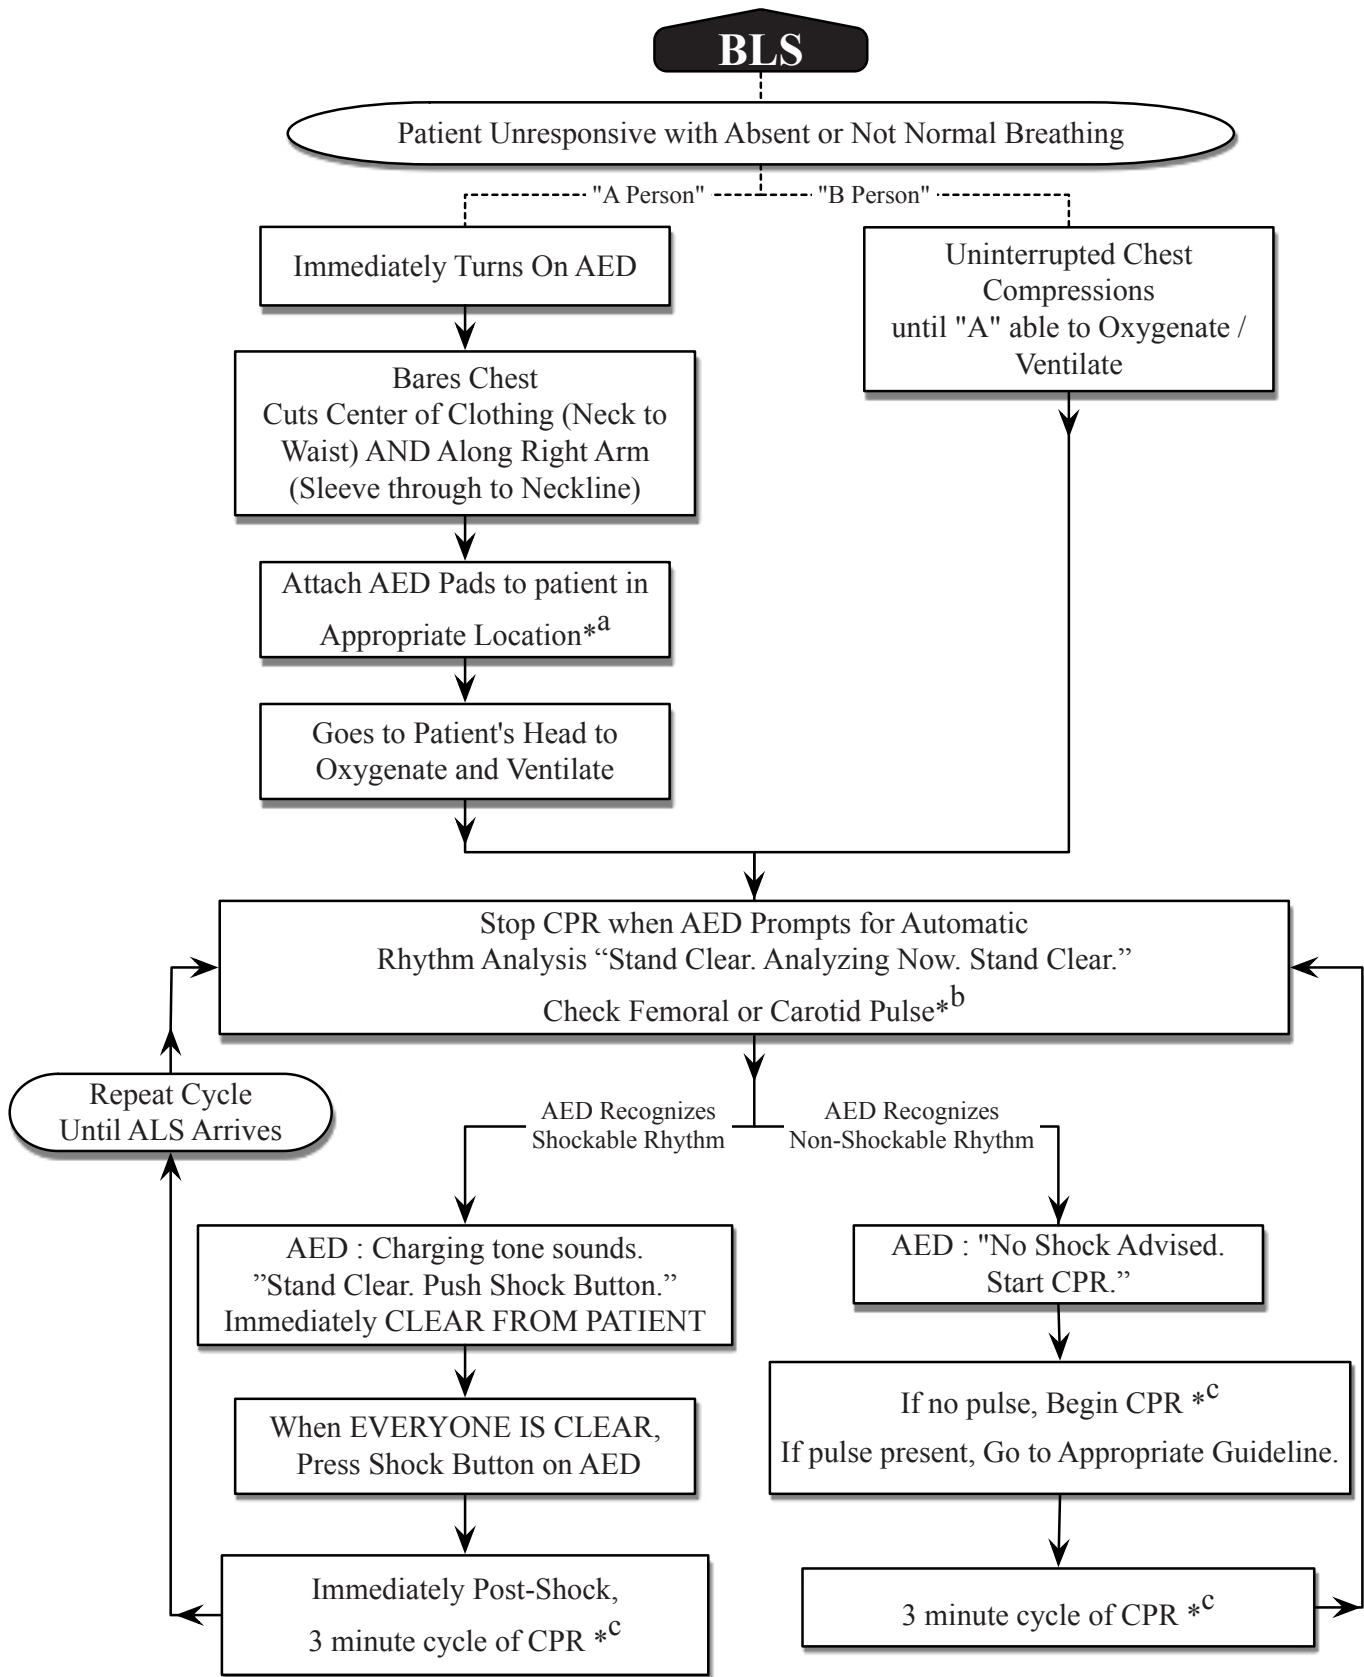 BLS
Patient Unresponsive with Absent or Not Normal Breathing
"A Person"
"B Person"
Immediately Turns On AED
Uninterrupted Chest
Compressions
until "A" able to Oxygenate /
Ventilate
Bares Chest
Cuts Center of Clothing (Neck to
Waist) AND Along Right Arm
(Sleeve through to Neckline)
Attach AED Pads to patient in
Appropriate Location*a
Goes to Patient's Head to
Oxygenate and Ventilate
Stop CPR when AED Prompts for Automatic
Rhythm Analysis “Stand Clear. Analyzing Now. Stand Clear.”
Check Femoral or Carotid Pulse*b
Repeat Cycle
Until ALS Arrives
AED Recognizes
Shockable Rhythm
AED Recognizes
Non-Shockable Rhythm
AED : Charging tone sounds.
”Stand Clear. Push Shock Button.”
Immediately CLEAR FROM PATIENT
AED : "No Shock Advised.
Start CPR.”
When EVERYONE IS CLEAR,
Press Shock Button on AED
If no pulse, Begin CPR *c
If pulse present, Go to Appropriate Guideline.
Immediately Post-Shock,
3 minute cycle of CPR *c
3 minute cycle of CPR *c